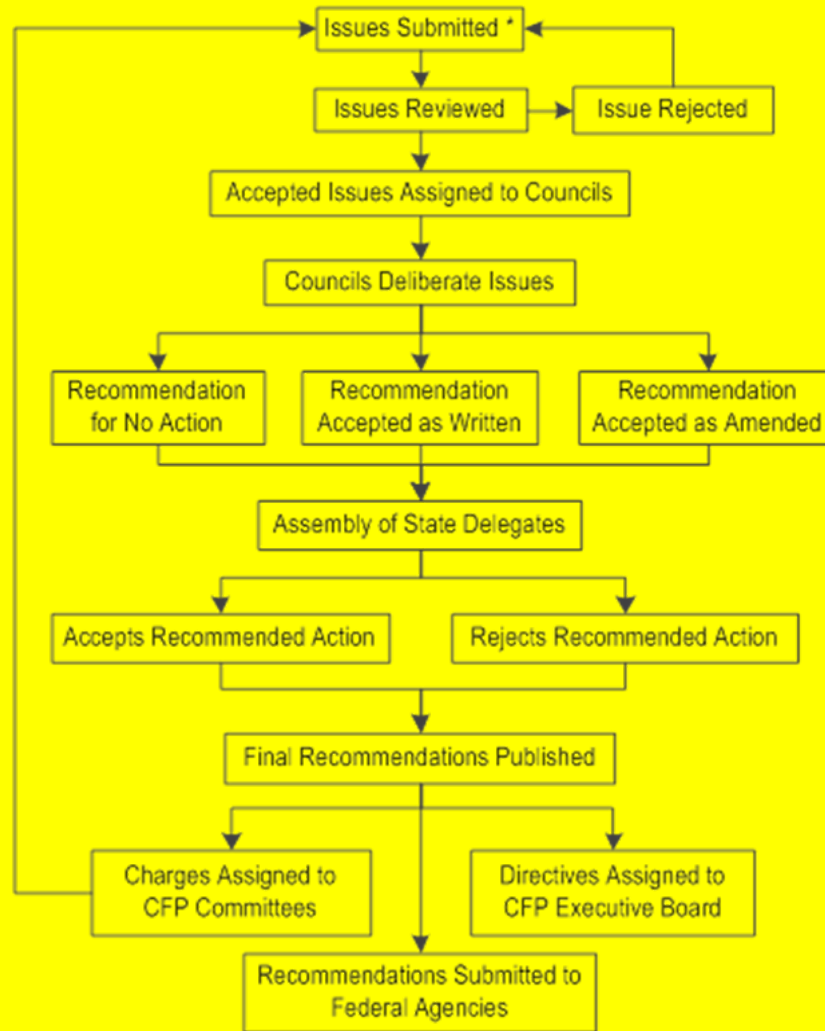 Issues Submitted *
Issues Reviewed
Issue Rejected
Accepted Issues Assigned to Councils
Councils Deliberate Issues
Recommendation
for No Action
Recommendation
Accepted as Written
Recommendation
Accepted as Amended
Assembly of State Delegates
Accepts Recommended Action
Rejects Recommended Action
Final Recommendations Published
Charges Assigned to
CFP Committees
Directives Assigned to
CFP Executive Board
Recommendations Submitted to
Federal Agencies